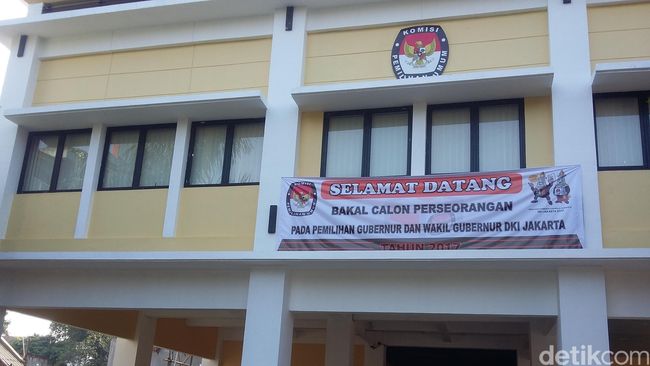 KOMISI
PEMILIHAN UMUM
SELAMAT DATANG
BAKAL CALON PERSEORANGAN
PADA PEMILIHAN GUBERNUR DAN WAKIL GUBERNUR DKI JAKARTA
TAHUN 2017
detikcom